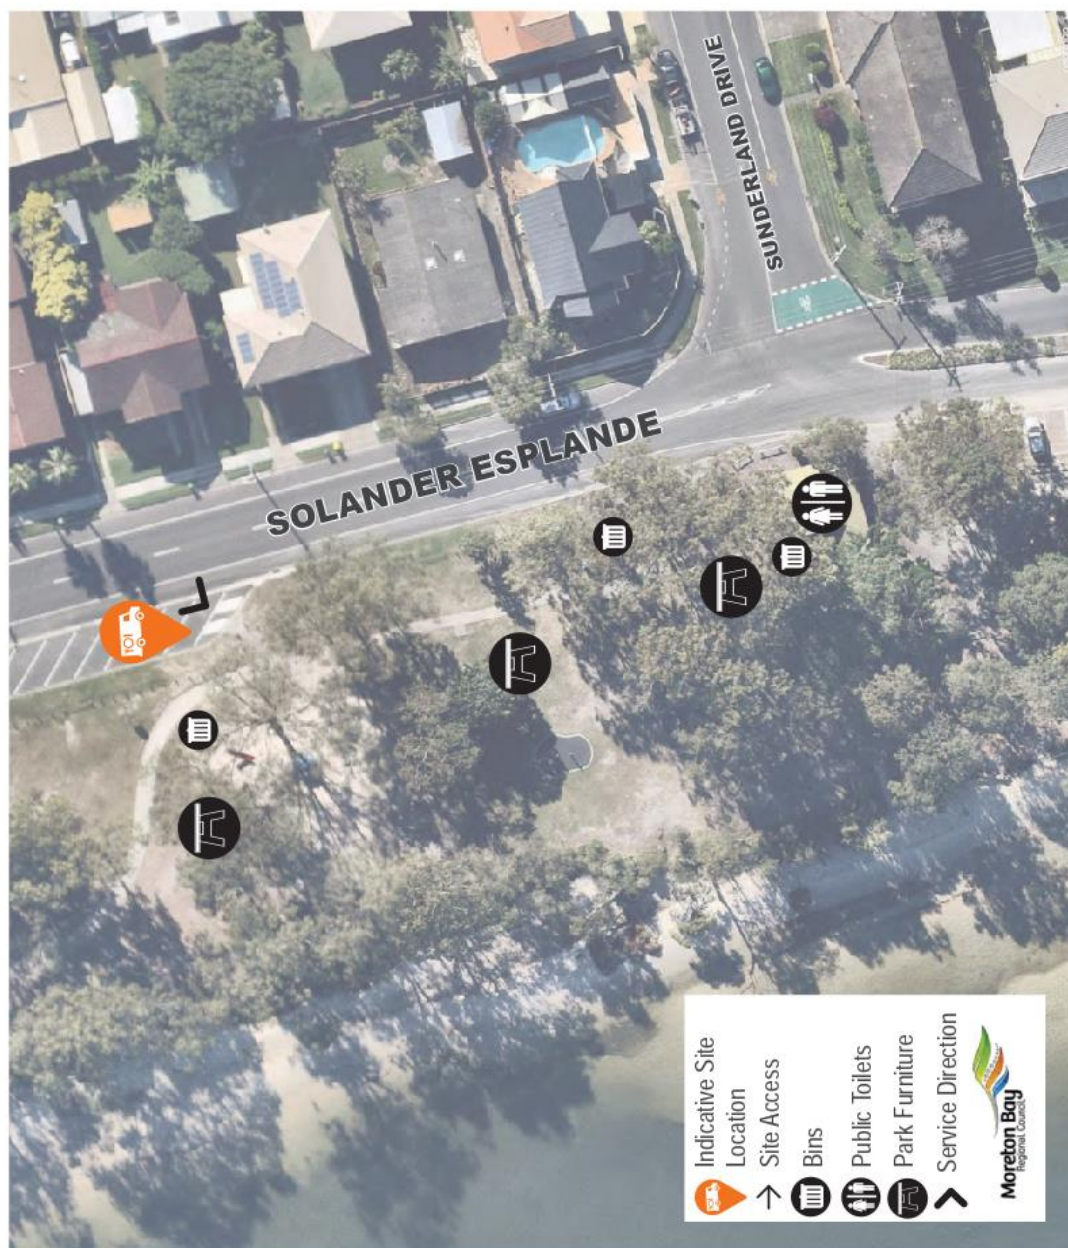 SUNDERLAND DRIVE
SOLANDER ESPLANDE
Indicative Site
Location
Site Access
Bins
Public Toilets
Park Furniture
Service Direction
Moreton Bay
Regional Council